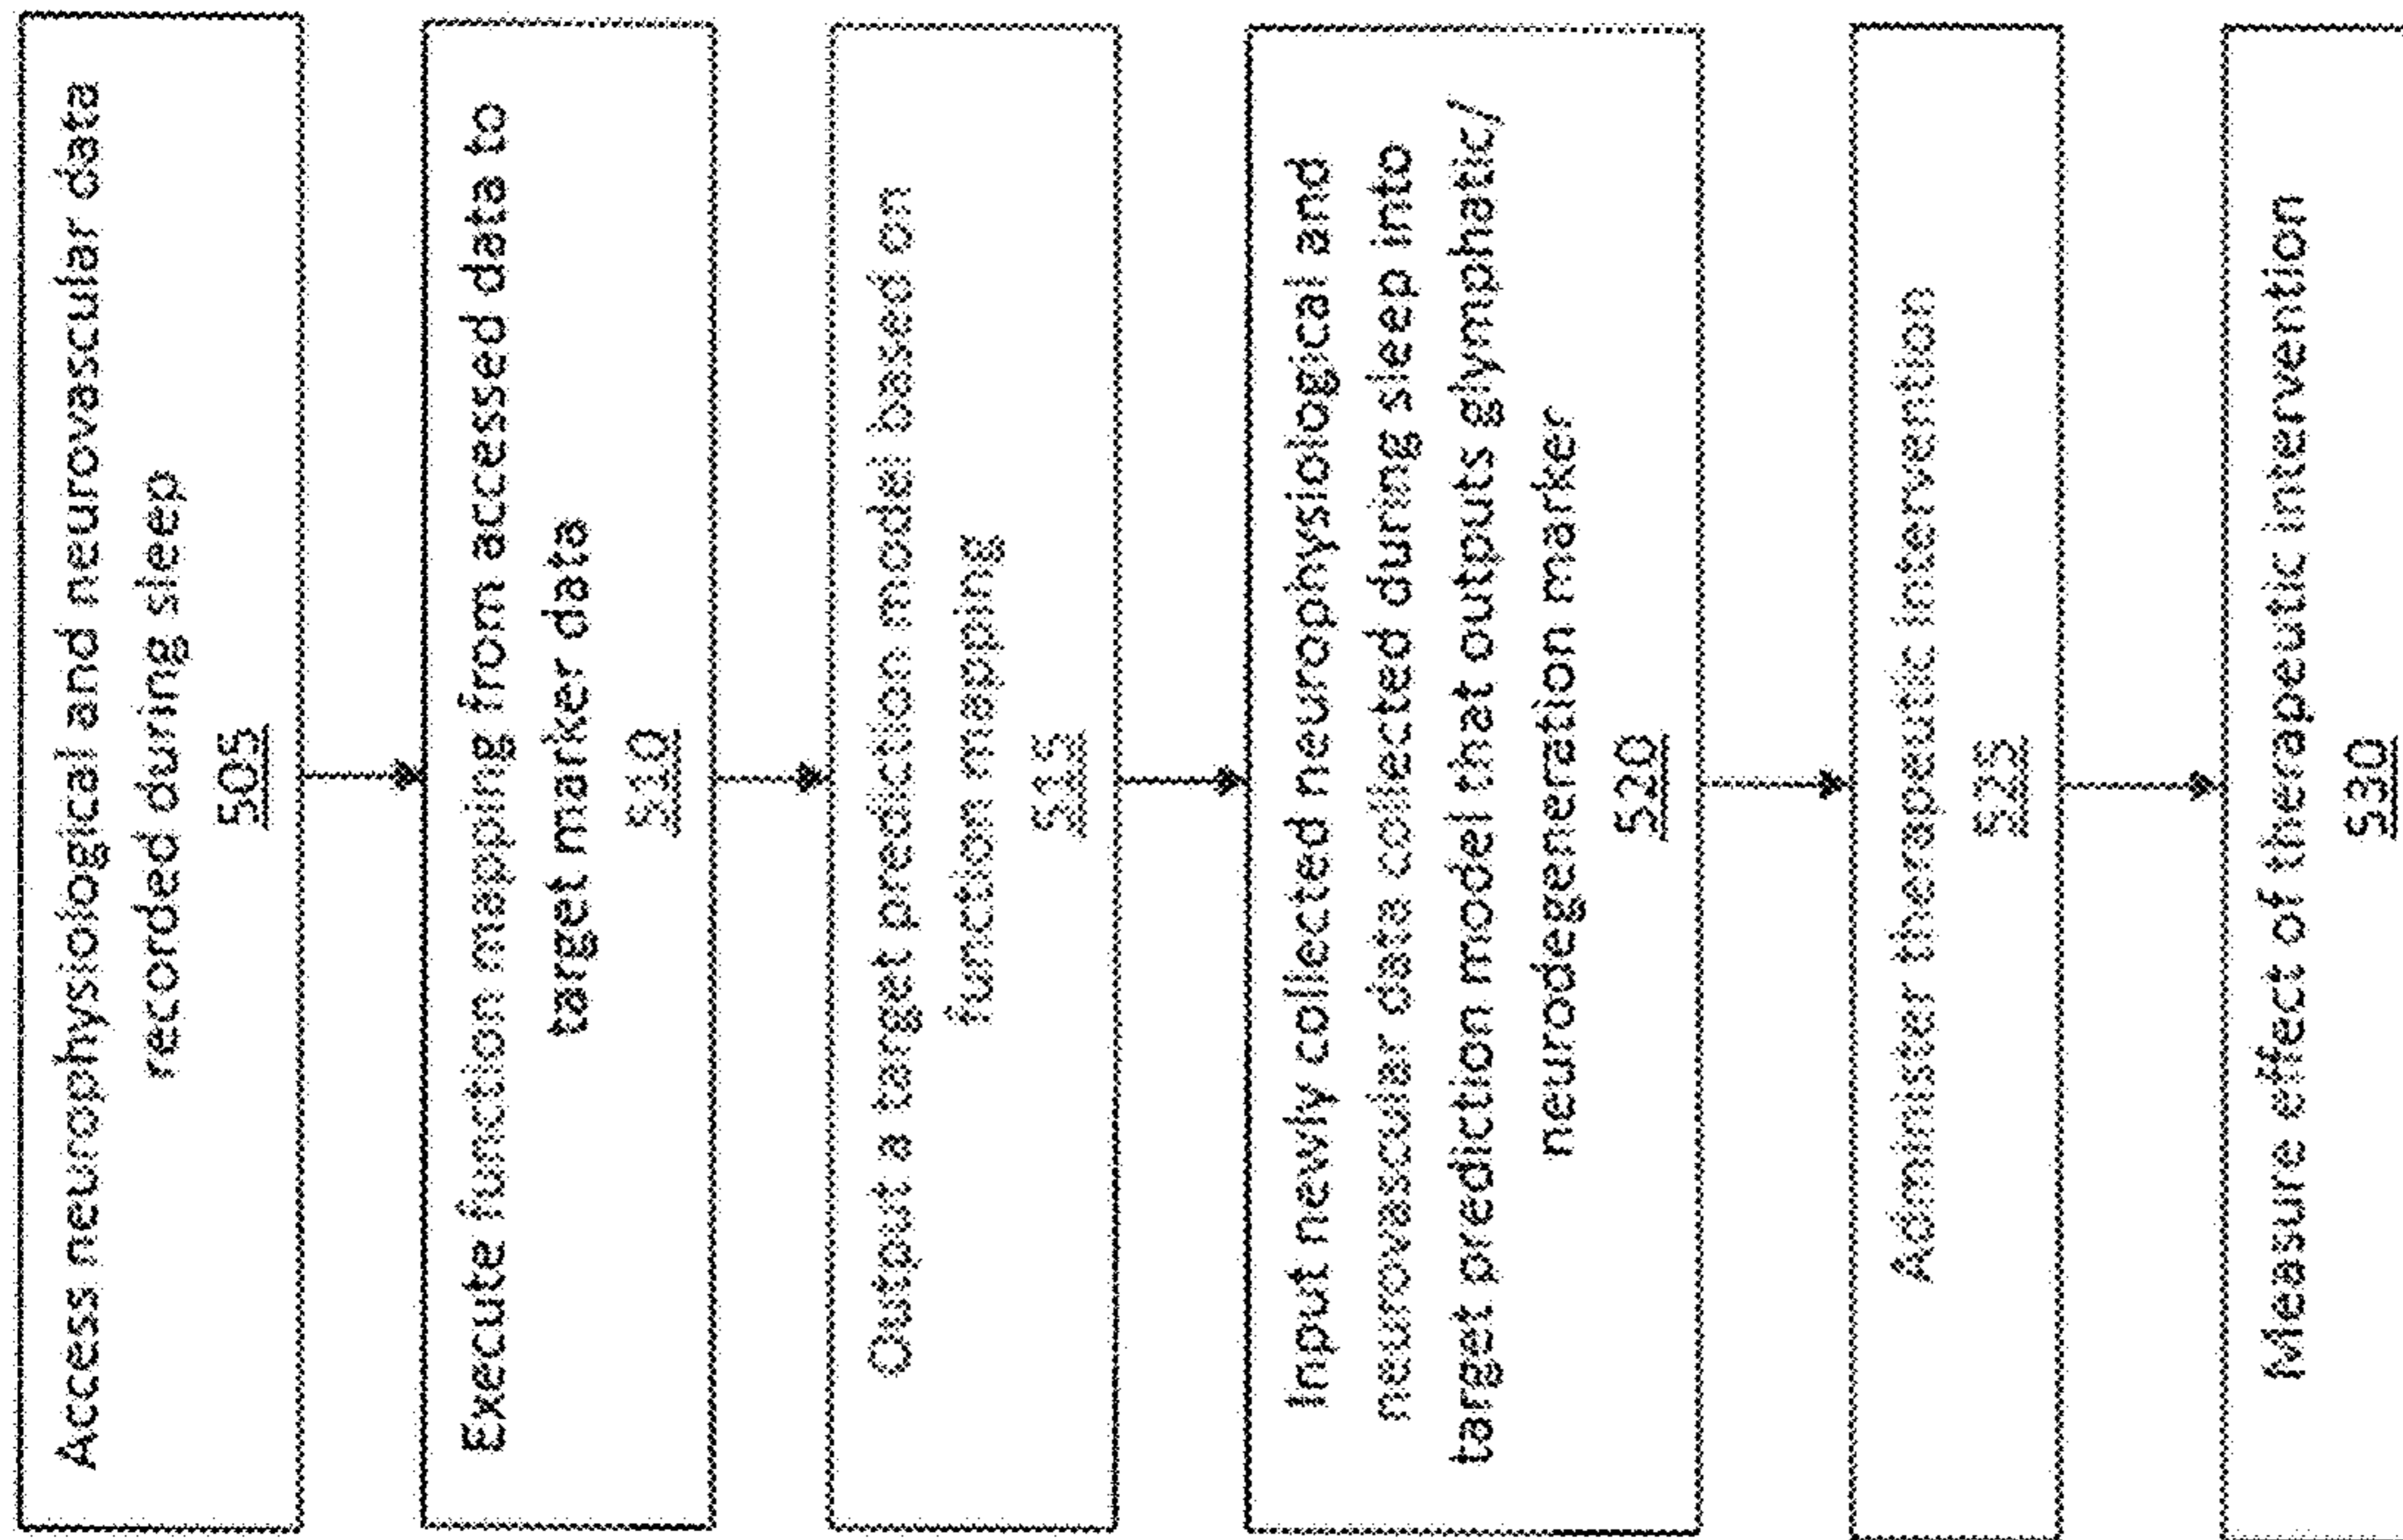 Access neurophysiological and neurovascular data
recorded during sleep
505
Execute function mapping from accessed data to
target marker data
510
Output a target prediction model based on
function mapping
515
Input newly collected neurophysiological and
neurovascular data collected during sleep into
target prediction model that outputs glymphatic/
neurodegeneration marker
520
Administer therapeutic intervention
525
Measure effect of therapeutic intervention
530